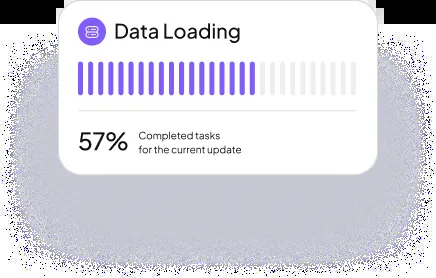 Data Loading
57%
Completed tasks
for the current update